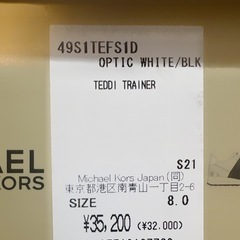 49S1TEFS1D
OPTIC WHITE/BLK
TEDDI TRAINER
S21
Michael Kors Japan(同)
東京都港区南青山一丁目2-6
SIZE 8.0
¥35,200 (¥32.000)
AEL
KORS